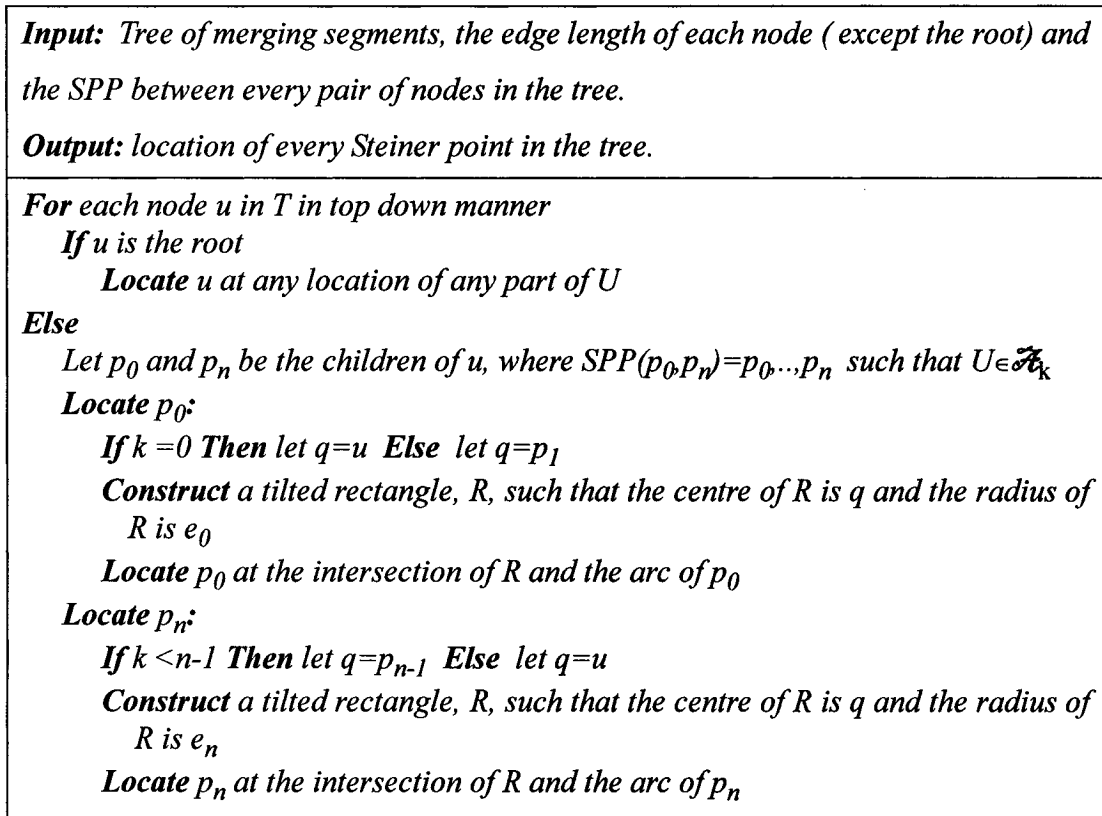 Input: Tree of merging segments, the edge length of each node ( except the root) and
the SPP between every pair of nodes in the tree.
Output: location of every Steiner point in the tree.
For each node u in T in top down manner
If u is the root
Locate u at any location of any part of U
Else
Let p₀ and pₙ be the children of u, where SPP(p₀,pₙ)=p₀,..,pₙ such that U∈𝒜ₖ
Locate p₀:
If k =0 Then let q=u Else let q=p₁
Construct a tilted rectangle, R, such that the centre of R is q and the radius of
R is e₀
Locate p₀ at the intersection of R and the arc of p₀
Locate pₙ:
If k <n-1 Then let q=pₙ₋₁ Else let q=u
Construct a tilted rectangle, R, such that the centre of R is q and the radius of
R is eₙ
Locate pₙ at the intersection of R and the arc of pₙ